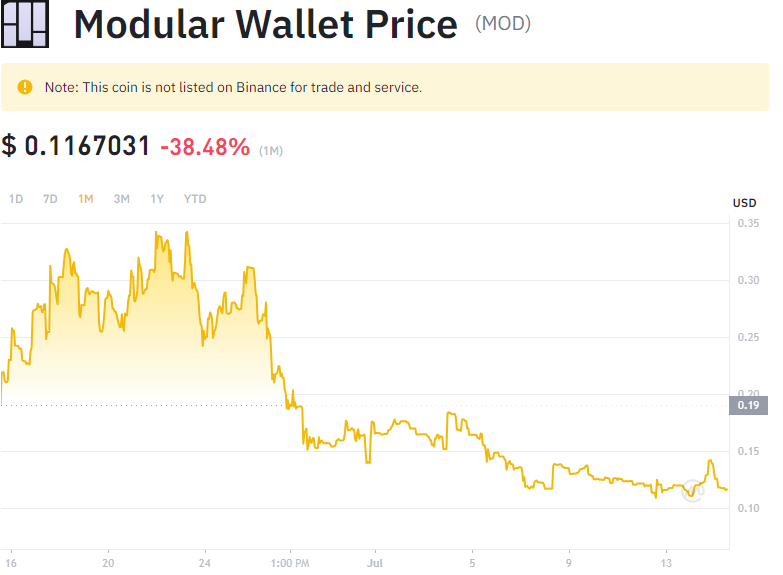 Modular Wallet Price (MOD)
Note: This coin is not listed on Binance for trade and service.
$ 0.1167031 -38.48% (1M)
1D 7D 1M 3M 1Y YTD
USD
0.35
0.30
0.25
0.20
0.19
0.15
0.10
16 20 24 1:00 PM Jul 5 9 13